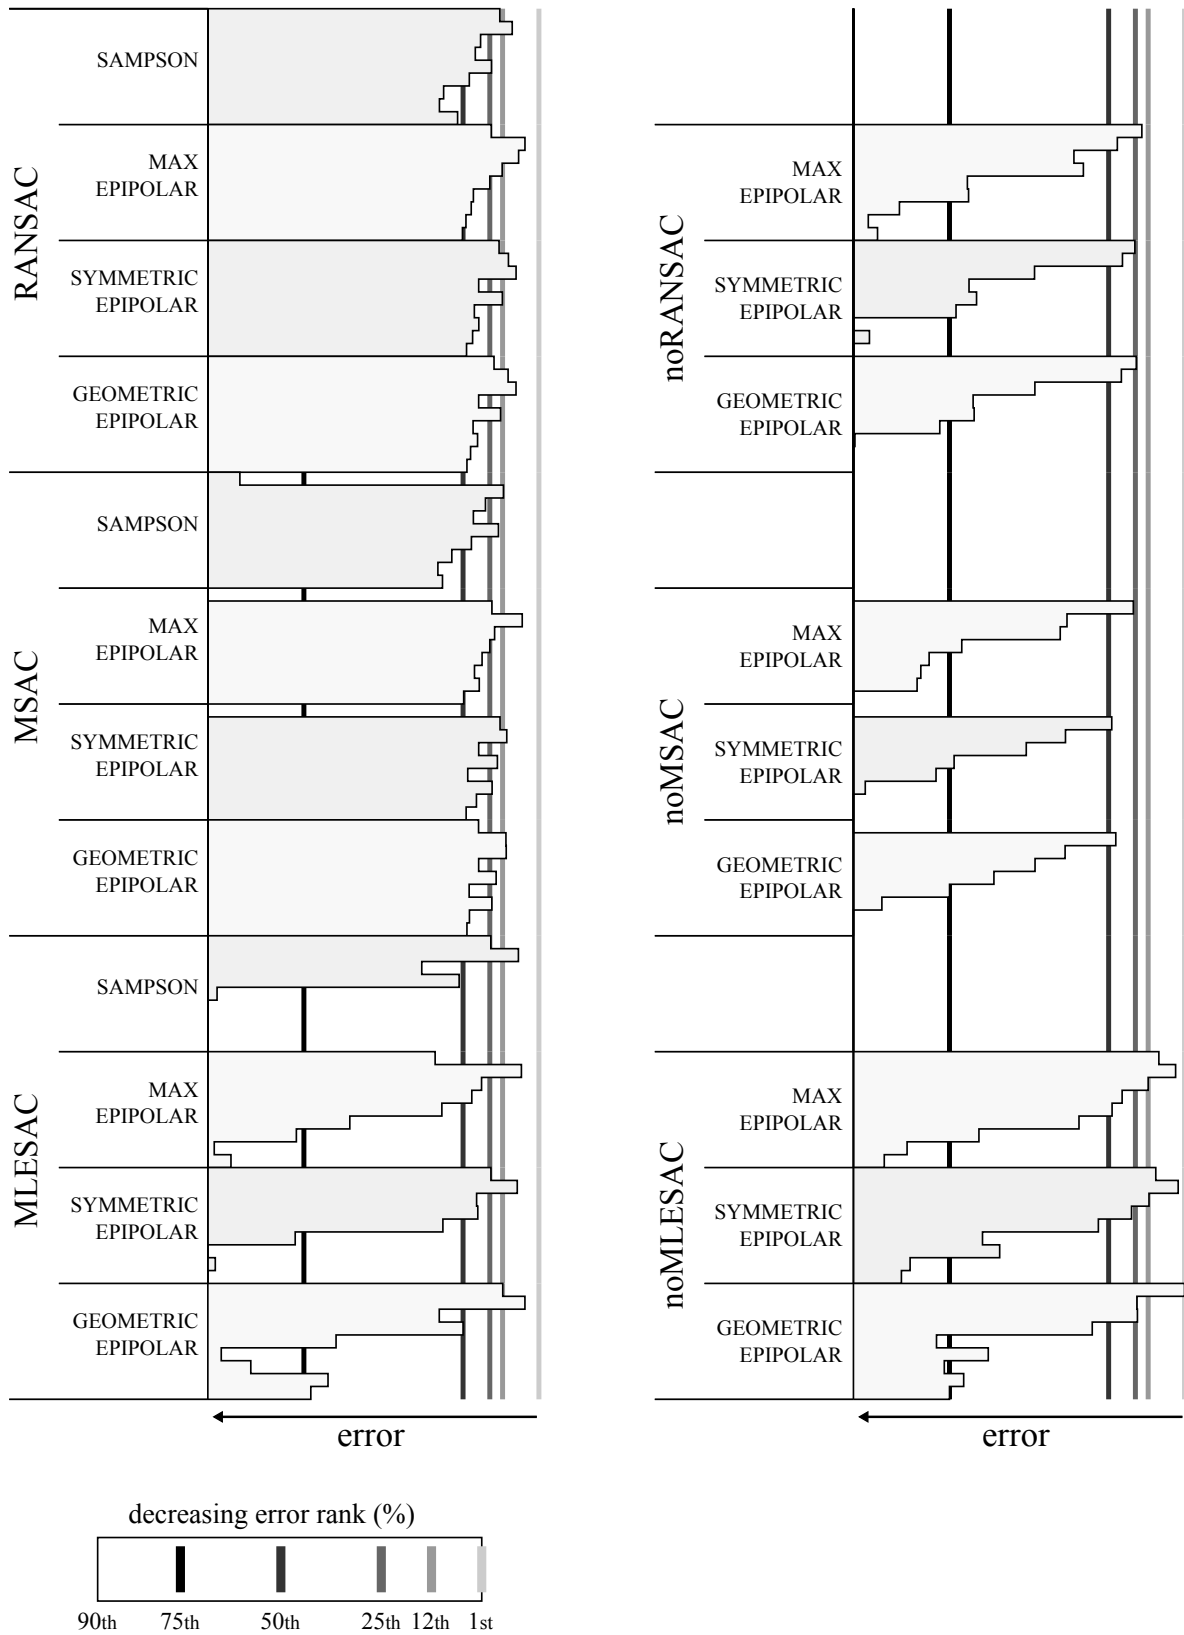 RANSAC
SAMPSON
MAX
EPIPOLAR
SYMMETRIC
EPIPOLAR
GEOMETRIC
EPIPOLAR
MSAC
SAMPSON
MAX
EPIPOLAR
SYMMETRIC
EPIPOLAR
GEOMETRIC
EPIPOLAR
MLESAC
SAMPSON
MAX
EPIPOLAR
SYMMETRIC
EPIPOLAR
GEOMETRIC
EPIPOLAR
error
noRANSAC
MAX
EPIPOLAR
SYMMETRIC
EPIPOLAR
GEOMETRIC
EPIPOLAR
noMSAC
MAX
EPIPOLAR
SYMMETRIC
EPIPOLAR
GEOMETRIC
EPIPOLAR
noMLESAC
MAX
EPIPOLAR
SYMMETRIC
EPIPOLAR
GEOMETRIC
EPIPOLAR
error
decreasing error rank (%)
90th 75th 50th 25th 12th 1st